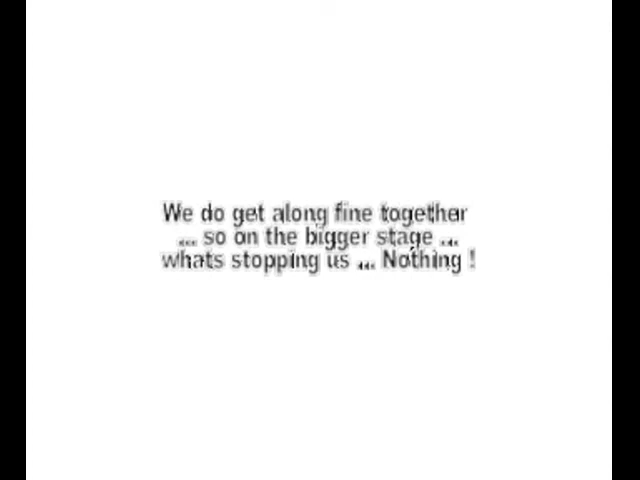 We do get along fine together
... so on the bigger stage ...
whats stopping us ... Nothing !